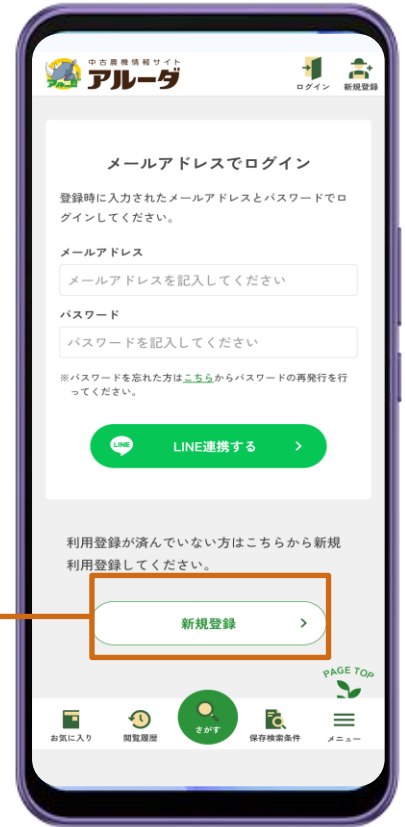 中古農機情報サイト
アルーダ
ログイン
新規登録
メールアドレスでログイン
登録時に入力されたメールアドレスとパスワードでロ
グインしてください。
メールアドレス
メールアドレスを記入してください
パスワード
パスワードを記入してください
※パスワードを忘れた方はこちらからパスワードの再発行を行
ってください。
LINE
LINE連携する
利用登録が済んでいない方はこちらから新規
利用登録してください。
新規登録
PAGE TOP
お気に入り
閲覧履歴
さがす
保存検索条件
メニュー